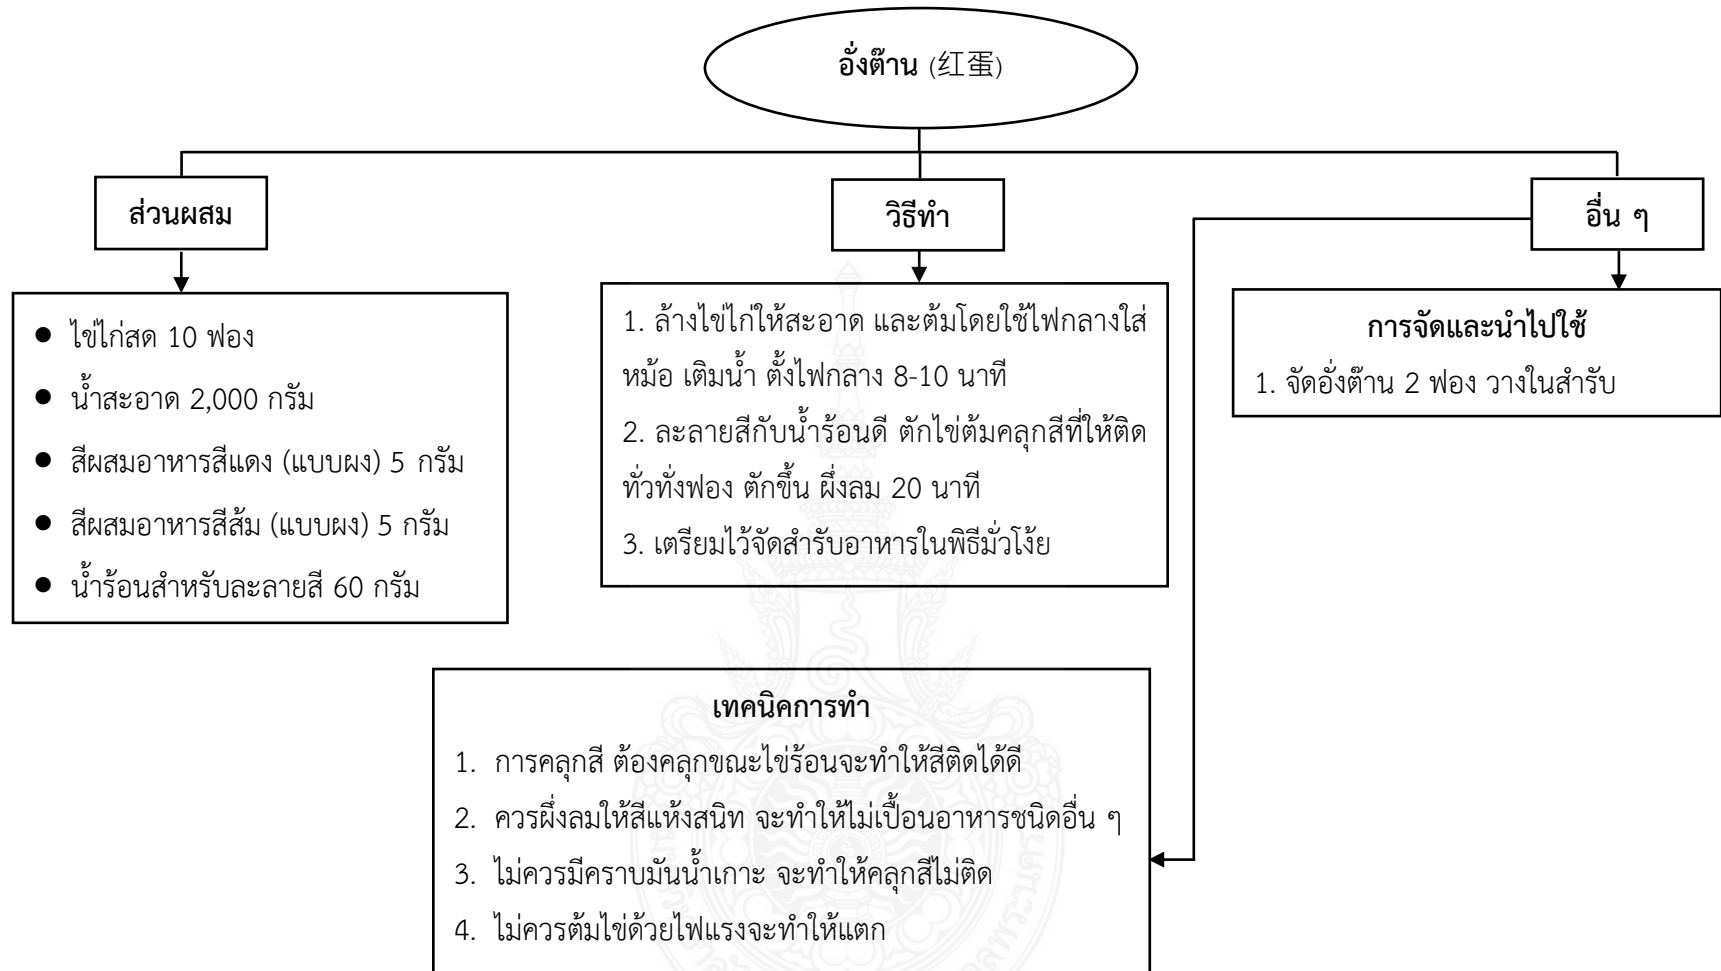 อั่งต๊าน (红蛋)
ส่วนผสม
วิธีทำ
อื่น ๆ
● ไข่ไก่สด 10 ฟอง
● น้ำสะอาด 2,000 กรัม
● สีผสมอาหารสีแดง (แบบผง) 5 กรัม
● สีผสมอาหารสีส้ม (แบบผง) 5 กรัม
● น้ำร้อนสำหรับละลายสี 60 กรัม
1. ล้างไข่ไก่ให้สะอาด และต้มโดยใช้ไฟกลางใส่
หม้อ เติมน้ำ ตั้งไฟกลาง 8-10 นาที
2. ละลายสีกับน้ำร้อนดี ตักไข่ต้มคลุกสีที่ให้ติด
ทั่วทั้งฟอง ตักขึ้น ผึ่งลม 20 นาที
3. เตรียมไว้จัดสำรับอาหารในพิธีมั่วโง้ย
การจัดและนำไปใช้
1. จัดอั่งต๊าน 2 ฟอง วางในสำรับ
เทคนิคการทำ
1. การคลุกสี ต้องคลุกขณะไข่ร้อนจะทำให้สีติดได้ดี
2. ควรผึ่งลมให้สีแห้งสนิท จะทำให้ไม่เปื้อนอาหารชนิดอื่น ๆ
3. ไม่ควรมีคราบมันน้ำเกาะ จะทำให้คลุกสีไม่ติด
4. ไม่ควรต้มไข่ด้วยไฟแรงจะทำให้แตก